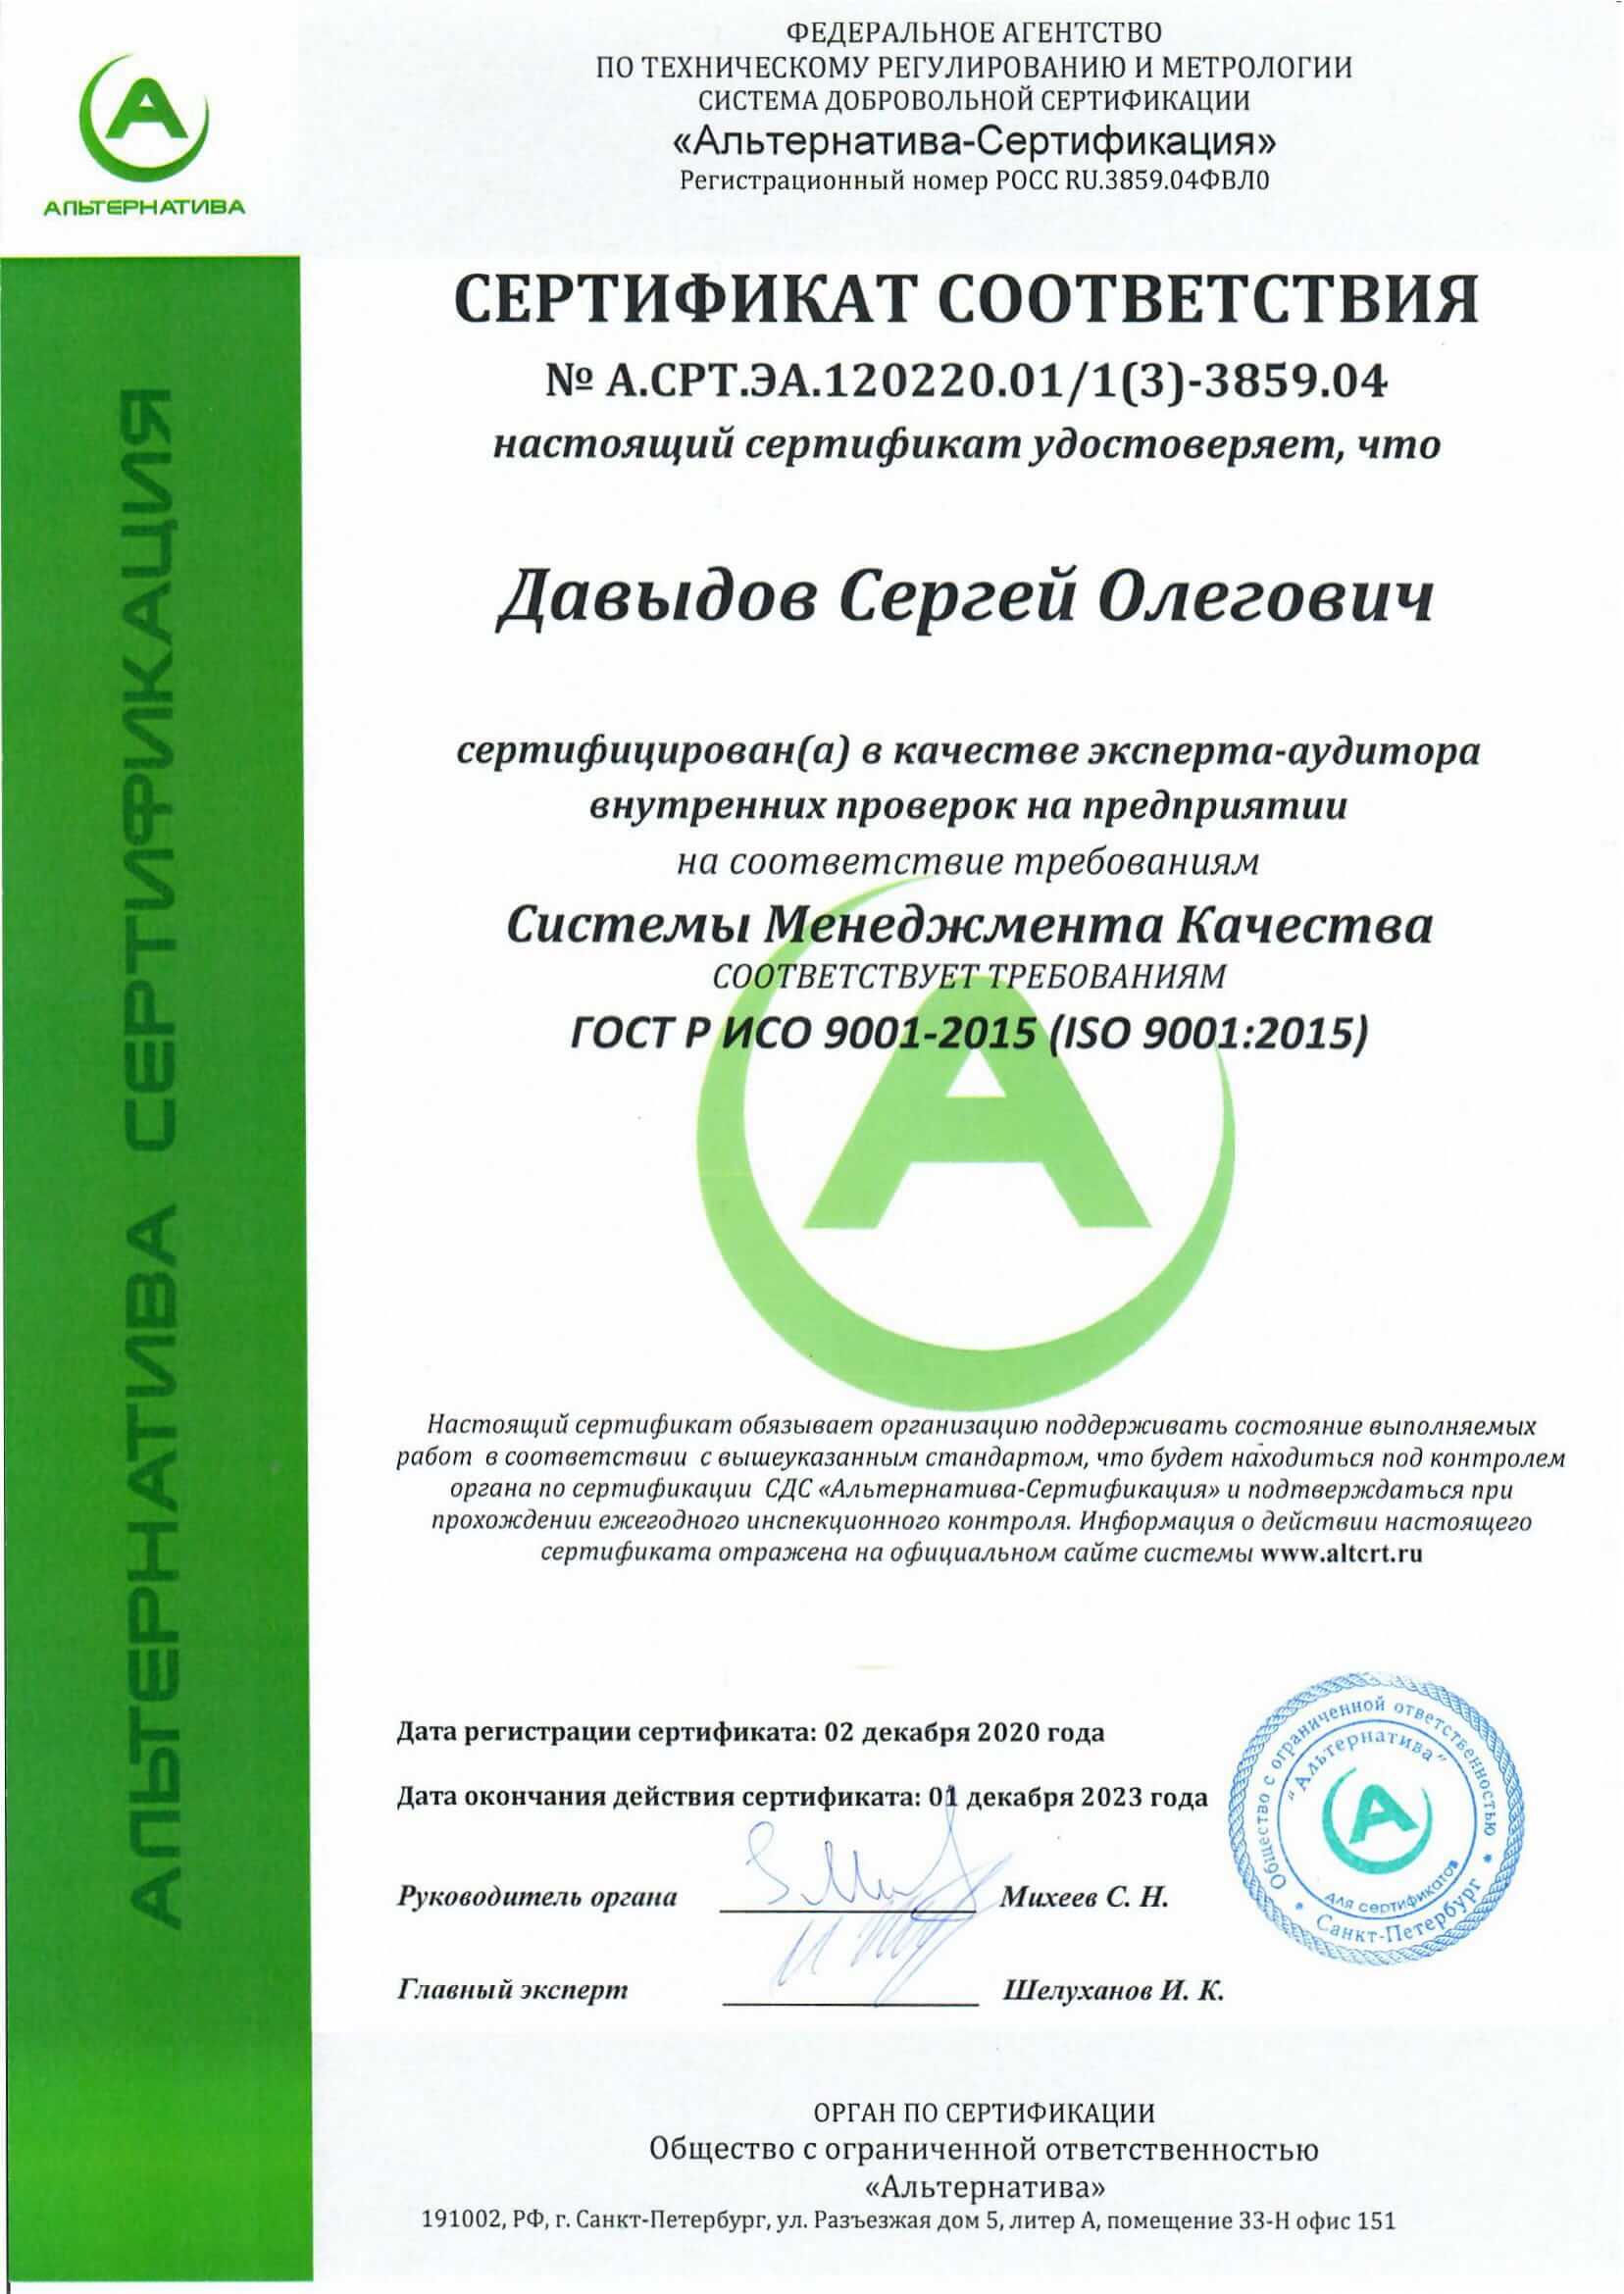 АЛЬТЕРНАТИВА
ФЕДЕРАЛЬНОЕ АГЕНТСТВО
ПО ТЕХНИЧЕСКОМУ РЕГУЛИРОВАНИЮ И МЕТРОЛОГИИ
СИСТЕМА ДОБРОВОЛЬНОЙ СЕРТИФИКАЦИИ
«Альтернатива-Сертификация»
Регистрационный номер РОСС RU.3859.04ФВЛ0
АЛЬТЕРНАТИВА СЕРТИФИКАЦИЯ
СЕРТИФИКАТ СООТВЕТСТВИЯ
№ А.СРТ.ЭА.120220.01/1(3)-3859.04
настоящий сертификат удостоверяет, что
Давыдов Сергей Олегович
сертифицирован(а) в качестве эксперта-аудитора
внутренних проверок на предприятии
на соответствие требованиям
Системы Менеджмента Качества
СООТВЕТСТВУЕТ ТРЕБОВАНИЯМ
ГОСТ Р ИСО 9001-2015 (ISO 9001:2015)
Настоящий сертификат обязывает организацию поддерживать состояние выполняемых
работ в соответствии с вышеуказанным стандартом, что будет находиться под контролем
органа по сертификации СДС «Альтернатива-Сертификация» и подтверждаться при
прохождении ежегодного инспекционного контроля. Информация о действии настоящего
сертификата отражена на официальном сайте системы www.altcrt.ru
Дата регистрации сертификата: 02 декабря 2020 года
Дата окончания действия сертификата: 01 декабря 2023 года
Руководитель органа Михеев С. Н.
Главный эксперт Шелуханов И. К.
Общество с ограниченной ответственностью
"Альтернатива"
для сертификатов
Санкт-Петербург
ОРГАН ПО СЕРТИФИКАЦИИ
Общество с ограниченной ответственностью
«Альтернатива»
191002, РФ, г. Санкт-Петербург, ул. Разъезжая дом 5, литер А, помещение 33-Н офис 151